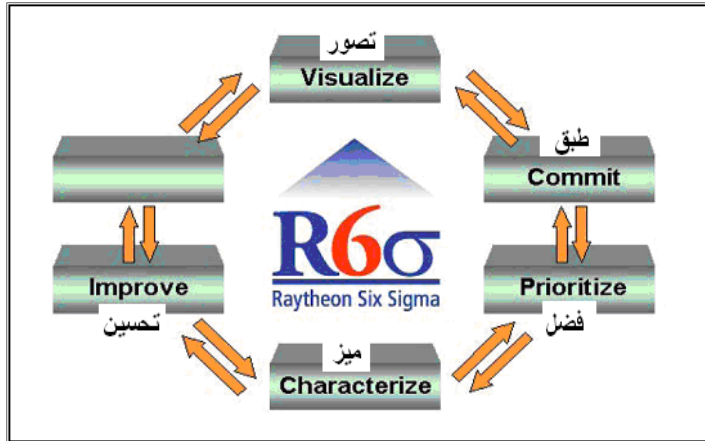 تصور
Visualize
طبق
Commit
فضل
Prioritize
ميز
Characterize
Improve
تحسين
R6σ
Raytheon Six Sigma